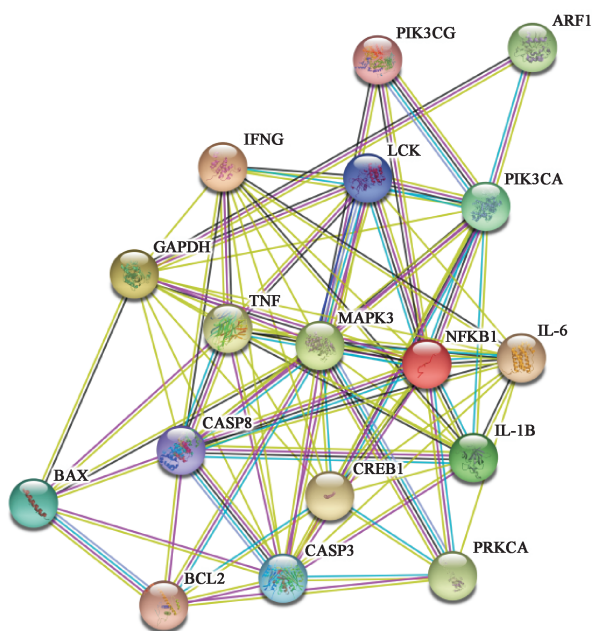 ARF1
PIK3CG
IFNG
LCK
PIK3CA
GAPDH
TNF
MAPK3
NFKB1
IL-6
CASP8
IL-1B
CREB1
BAX
CASP3
PRKCA
BCL2